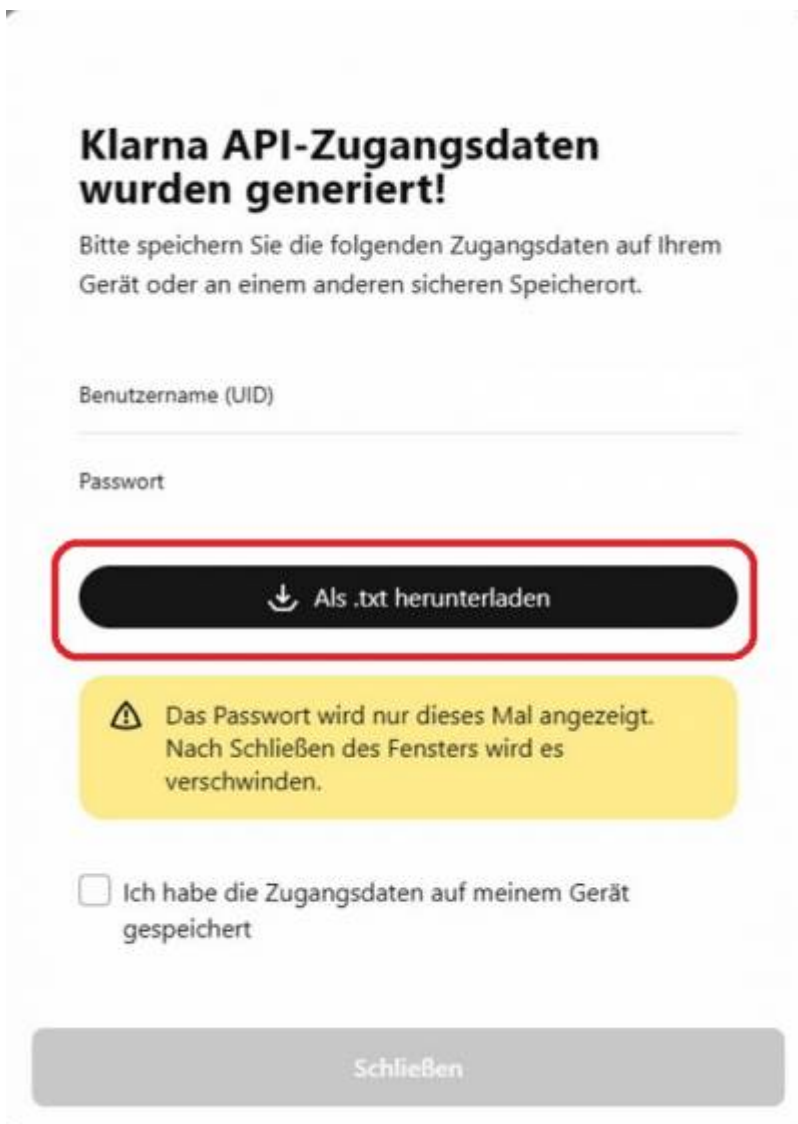 Klarna API-Zugangsdaten
wurden generiert!
Bitte speichern Sie die folgenden Zugangsdaten auf Ihrem
Gerät oder an einem anderen sicheren Speicherort.
Benutzername (UID)
Passwort
Als .txt herunterladen
Das Passwort wird nur dieses Mal angezeigt.
Nach Schließen des Fensters wird es
verschwinden.
Ich habe die Zugangsdaten auf meinem Gerät
gespeichert
Schließen